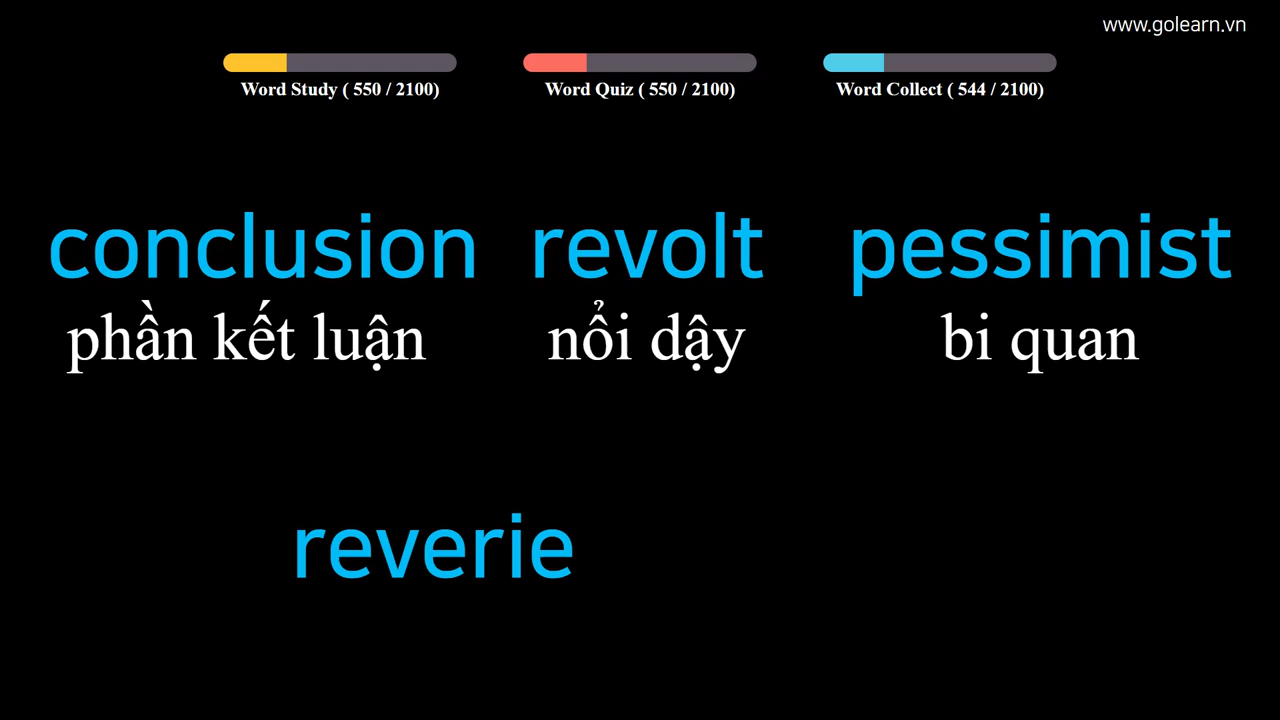 www.golearn.vn
Word Study ( 550 / 2100)
Word Quiz ( 550 / 2100)
Word Collect ( 544 / 2100)
conclusion revolt pessimist
phần kết luận nổi dậy bi quan
reverie